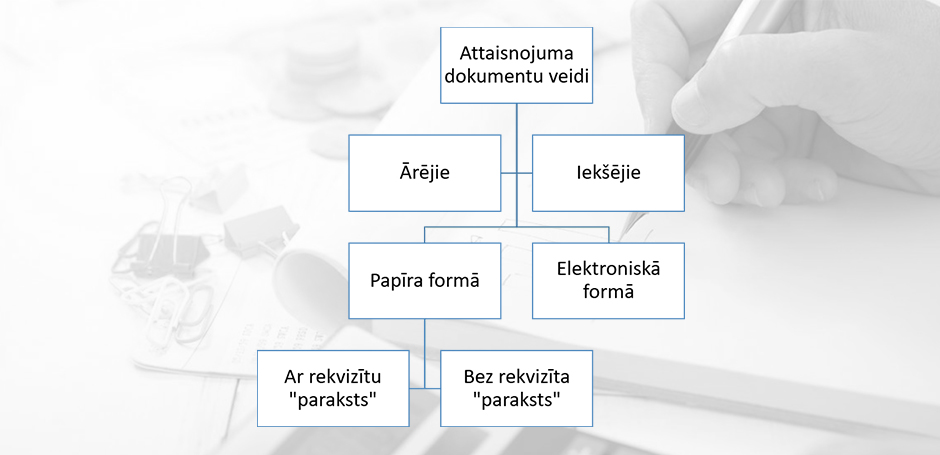 Attaisnojuma
dokumentu veidi
Ārējie
Iekšējie
Papīra formā
Elektroniskā
formā
Ar rekvizītu
"paraksts"
Bez rekvizīta
"paraksts"